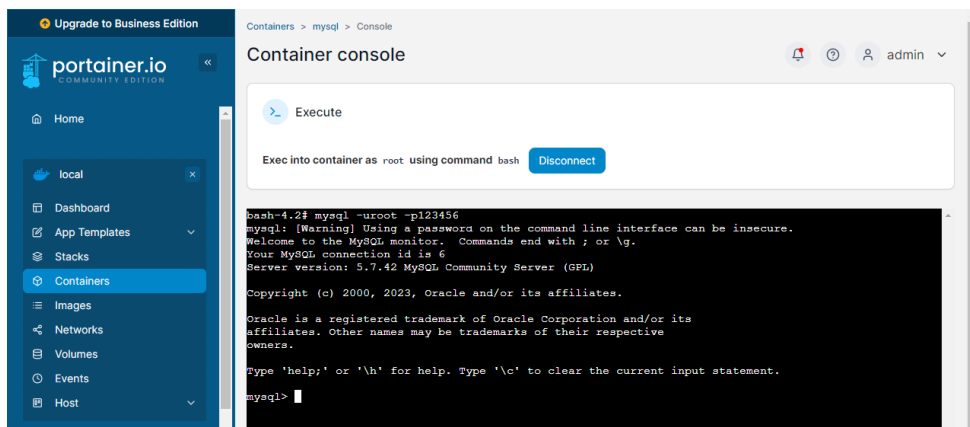 Upgrade to Business Edition
portainer.io
COMMUNITY EDITION
Home
local
Dashboard
App Templates
Stacks
Containers
Images
Networks
Volumes
Events
Host
Containers > mysql > Console
Container console
admin
Execute
Exec into container as root using command bash Disconnect
bash-4.2# mysql -uroot -p123456
mysql: [Warning] Using a password on the command line interface can be insecure.
Welcome to the MySQL monitor.  Commands end with ; or \g.
Your MySQL connection id is 6
Server version: 5.7.42 MySQL Community Server (GPL)
Copyright (c) 2000, 2023, Oracle and/or its affiliates.
Oracle is a registered trademark of Oracle Corporation and/or its
affiliates. Other names may be trademarks of their respective
owners.
Type 'help;' or '\h' for help. Type '\c' to clear the current input statement.
mysql>